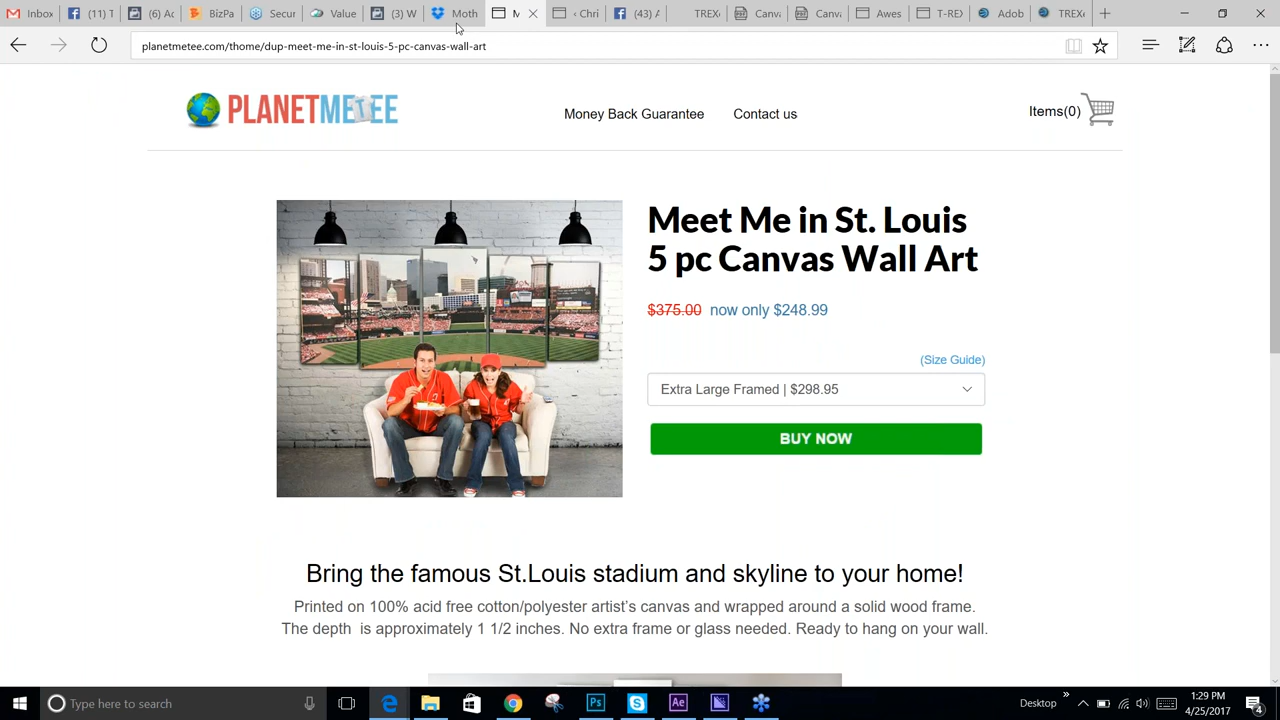 Inbox
(11) T
(6) Ac
BizPa
Secur
Value
(3) W
Moth
M
‹ Chri
(43) A
TREX
Canva
Canva
Awes
T-REX
Adob
TREX
planetmetee.com/thome/dup-meet-me-in-st-louis-5-pc-canvas-wall-art
PLANETMETEE
Money Back Guarantee
Contact us
Items(0)
Meet Me in St. Louis
5 pc Canvas Wall Art
$375.00 now only $248.99
(Size Guide)
Extra Large Framed | $298.95
BUY NOW
Bring the famous St.Louis stadium and skyline to your home!
Printed on 100% acid free cotton/polyester artist's canvas and wrapped around a solid wood frame.
The depth is approximately 1 1/2 inches. No extra frame or glass needed. Ready to hang on your wall.
Type here to search
Desktop
1:29 PM
4/25/2017
4